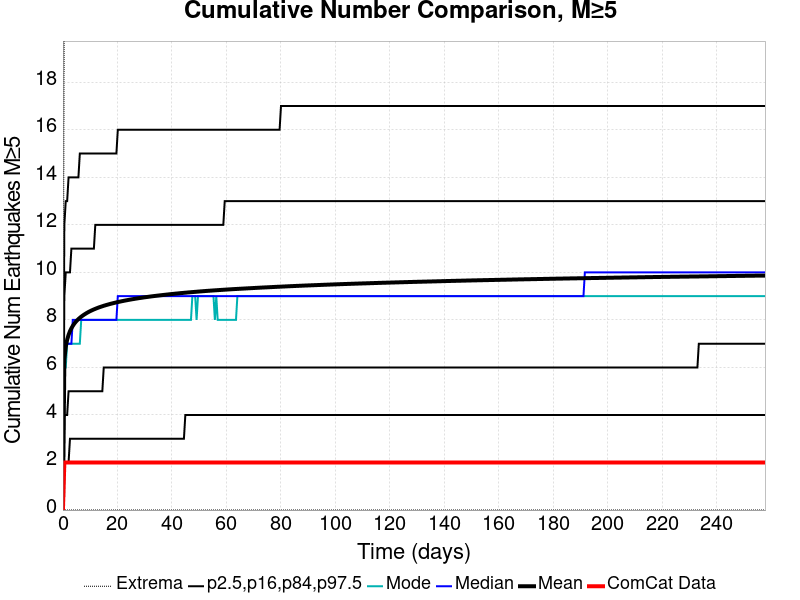 Cumulative Number Comparison, M≥5
Cumulative Num Earthquakes M≥5
18
16
14
12
10
8
6
4
2
0
0 20 40 60 80 100 120 140 160 180 200 220 240
Time (days)
Extrema p2.5,p16,p84,p97.5 Mode Median Mean ComCat Data